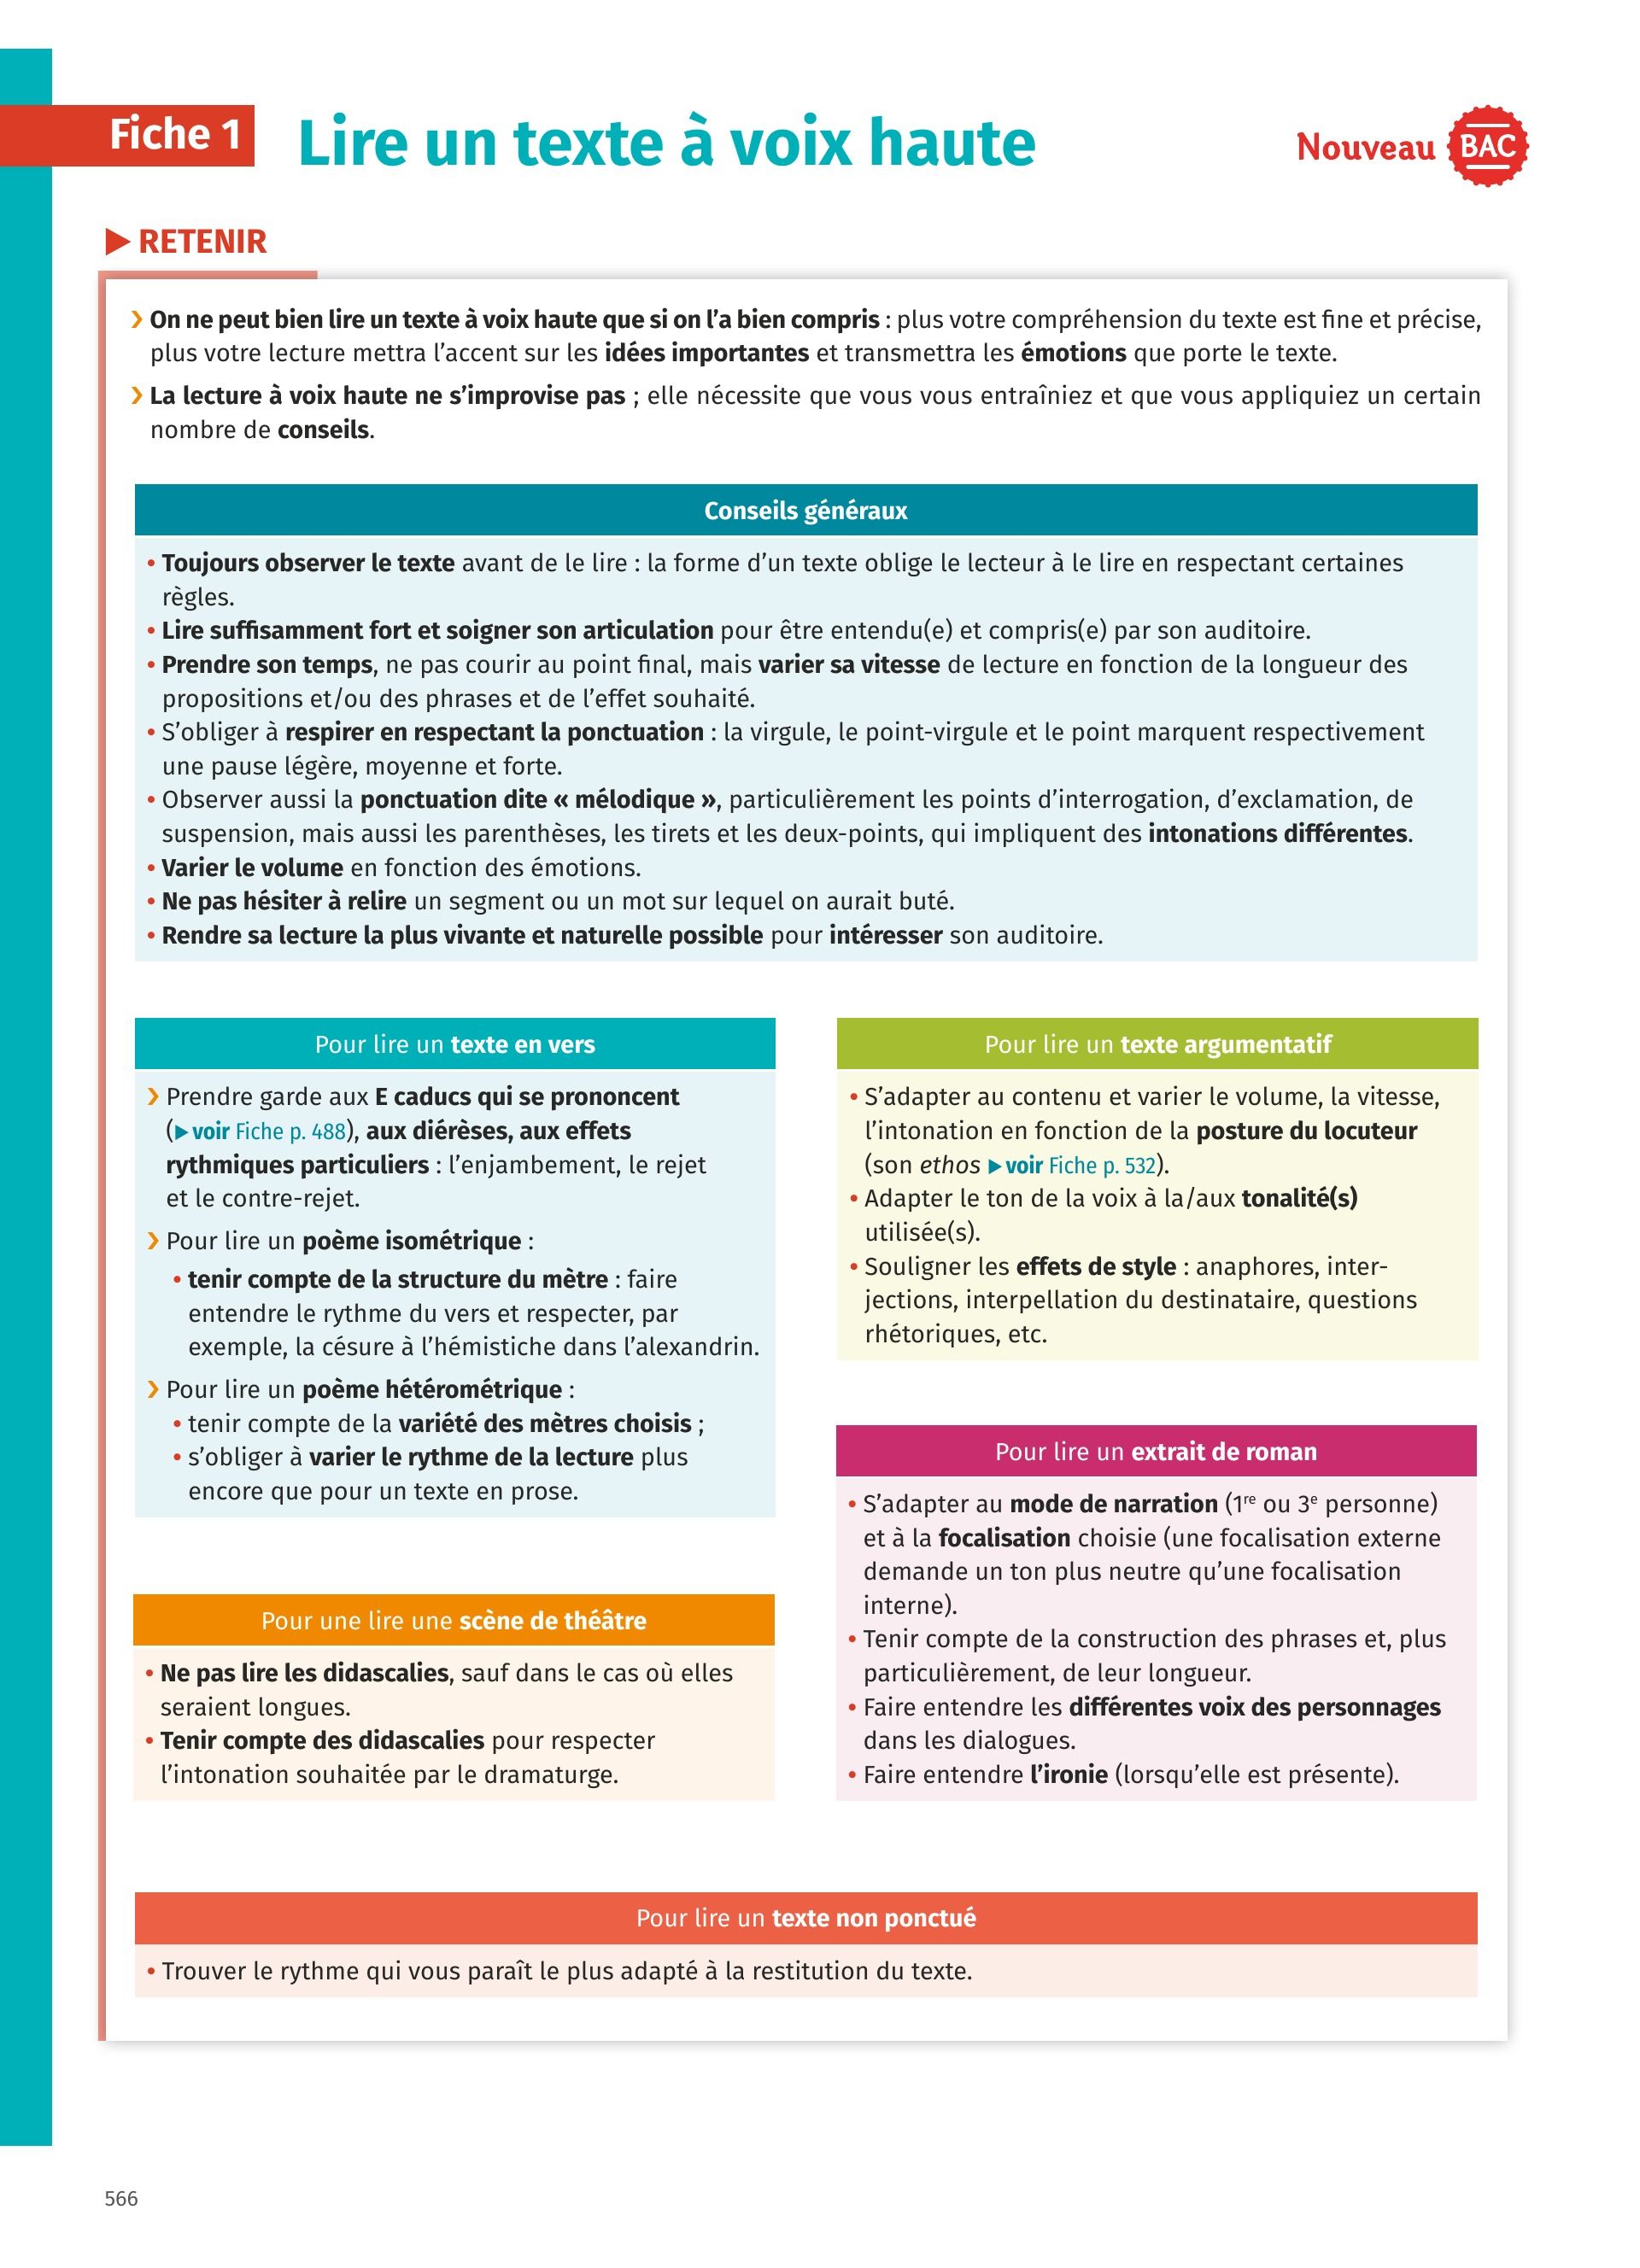 Fiche 1
Lire un texte à voix haute
Nouveau BAC
▶ RETENIR
› On ne peut bien lire un texte à voix haute que si on l’a bien compris : plus votre compréhension du texte est fine et précise,
plus votre lecture mettra l’accent sur les idées importantes et transmettra les émotions que porte le texte.
› La lecture à voix haute ne s’improvise pas ; elle nécessite que vous vous entraîniez et que vous appliquiez un certain
nombre de conseils.
Conseils généraux
• Toujours observer le texte avant de le lire : la forme d’un texte oblige le lecteur à le lire en respectant certaines
règles.
• Lire suffisamment fort et soigner son articulation pour être entendu(e) et compris(e) par son auditoire.
• Prendre son temps, ne pas courir au point final, mais varier sa vitesse de lecture en fonction de la longueur des
propositions et/ou des phrases et de l’effet souhaité.
• S’obliger à respirer en respectant la ponctuation : la virgule, le point-virgule et le point marquent respectivement
une pause légère, moyenne et forte.
• Observer aussi la ponctuation dite « mélodique », particulièrement les points d’interrogation, d’exclamation, de
suspension, mais aussi les parenthèses, les tirets et les deux-points, qui impliquent des intonations différentes.
• Varier le volume en fonction des émotions.
• Ne pas hésiter à relire un segment ou un mot sur lequel on aurait buté.
• Rendre sa lecture la plus vivante et naturelle possible pour intéresser son auditoire.
Pour lire un texte en vers
› Prendre garde aux E caducs qui se prononcent
(▶ voir Fiche p. 488), aux diérèses, aux effets
rythmiques particuliers : l’enjambement, le rejet
et le contre-rejet.
› Pour lire un poème isométrique :
• tenir compte de la structure du mètre : faire
entendre le rythme du vers et respecter, par
exemple, la césure à l’hémistiche dans l’alexandrin.
› Pour lire un poème hétérométrique :
• tenir compte de la variété des mètres choisis ;
• s’obliger à varier le rythme de la lecture plus
encore que pour un texte en prose.
Pour une lire une scène de théâtre
• Ne pas lire les didascalies, sauf dans le cas où elles
seraient longues.
• Tenir compte des didascalies pour respecter
l’intonation souhaitée par le dramaturge.
Pour lire un texte argumentatif
• S’adapter au contenu et varier le volume, la vitesse,
l’intonation en fonction de la posture du locuteur
(son ethos ▶ voir Fiche p. 532).
• Adapter le ton de la voix à la/aux tonalité(s)
utilisée(s).
• Souligner les effets de style : anaphores, inter-
jections, interpellation du destinataire, questions
rhétoriques, etc.
Pour lire un extrait de roman
• S’adapter au mode de narration (1re ou 3e personne)
et à la focalisation choisie (une focalisation externe
demande un ton plus neutre qu’une focalisation
interne).
• Tenir compte de la construction des phrases et, plus
particulièrement, de leur longueur.
• Faire entendre les différentes voix des personnages
dans les dialogues.
• Faire entendre l’ironie (lorsqu’elle est présente).
Pour lire un texte non ponctué
• Trouver le rythme qui vous paraît le plus adapté à la restitution du texte.
566